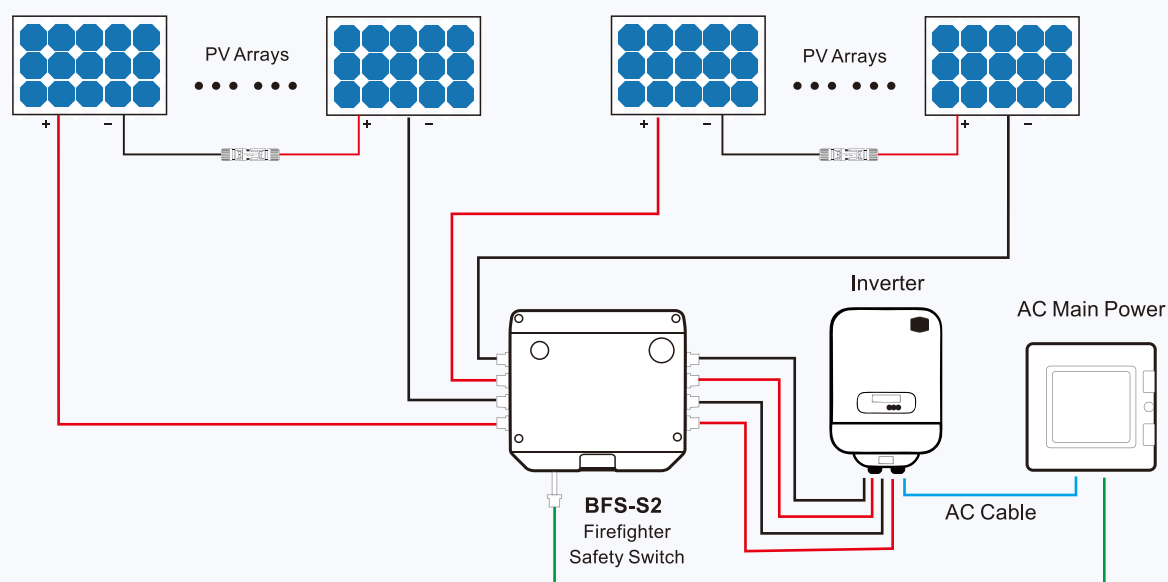 PV Arrays
PV Arrays
+
−
+
−
+
−
+
−
Inverter
AC Main Power
BFS-S2
Firefighter
Safety Switch
AC Cable